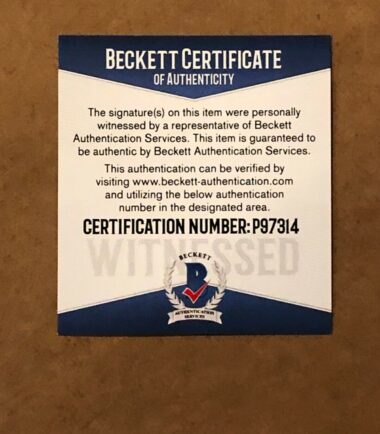 BECKETT CERTIFICATE
OF AUTHENTICITY
The signature(s) on this item were personally
witnessed by a representative of Beckett
Authentication Services. This item is guaranteed to
be authentic by Beckett Authentication Services.
This authentication can be verified by
visiting www.beckett-authentication.com
and utilizing the below authentication
number in the designated area.
CERTIFICATION NUMBER: P97314
WITNESSED
BECKETT
B
AUTHENTICATION
SERVICES